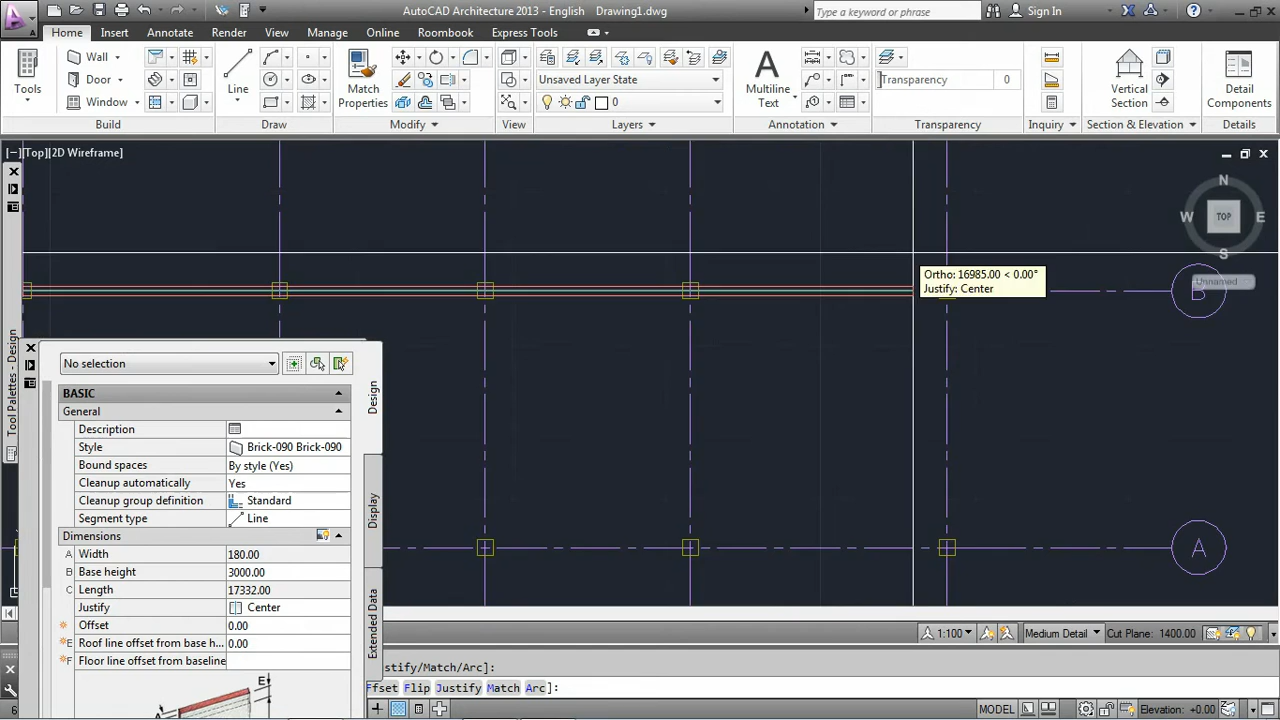 AutoCAD Architecture 2013 - English Drawing1.dwg
Type a keyword or phrase
Sign In
Home Insert Annotate Render View Manage Online Roombook Express Tools
Tools
Wall
Door
Window
Build
Line
Draw
Match
Properties
Modify
View
Unsaved Layer State
0
Layers
A
Multiline
Text
Annotation
Transparency 0
Transparency
Inquiry
Vertical
Section
Section & Elevation
Detail
Components
Details
[−][Top][2D Wireframe]
N
W TOP E
S
Unnamed
Ortho: 16985.00 < 0.00°
Justify: Center
B
A
Tool Palettes - Design
No selection
Design
Display
Extended Data
BASIC
General
Description
Style Brick-090 Brick-090
Bound spaces By style (Yes)
Cleanup automatically Yes
Cleanup group definition Standard
Segment type Line
Dimensions
A Width 180.00
B Base height 3000.00
C Length 17332.00
Justify Center
Offset 0.00
E Roof line offset from base h... 0.00
F Floor line offset from baseline
E
A
1:100 Medium Detail Cut Plane: 1400.00
ustify/Match/Arc]:
Ffset Flip Justify Match Arc]:
6
MODEL
Elevation: +0.00